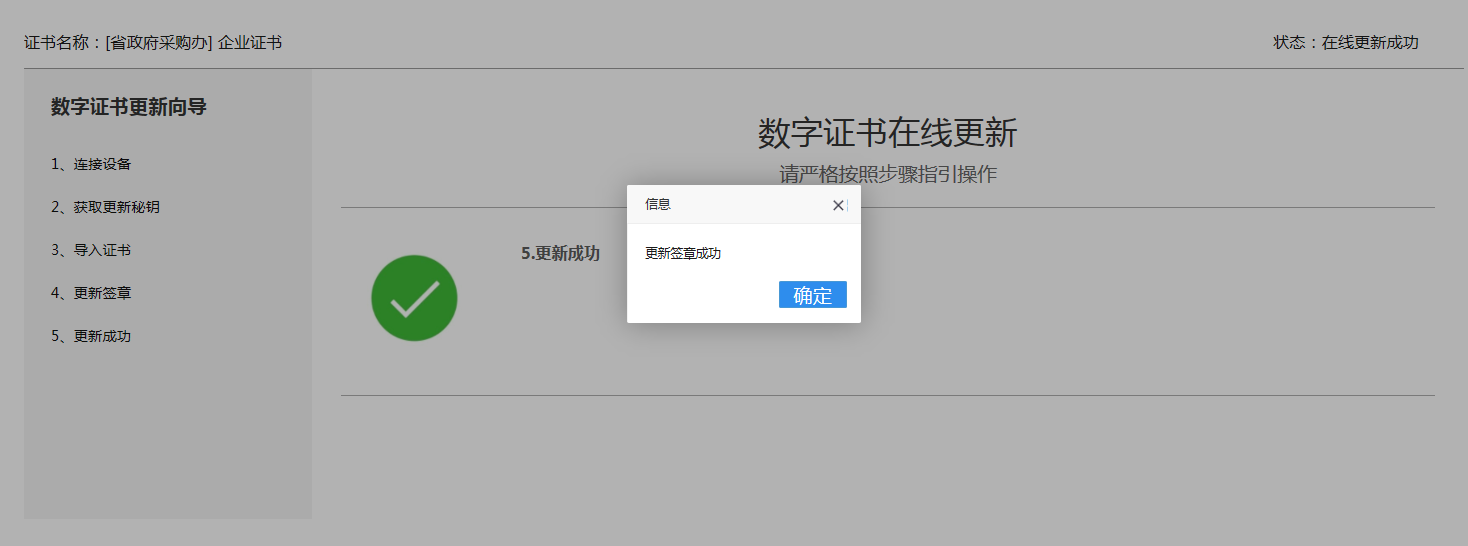 证书名称：[省政府采购办] 企业证书
状态：在线更新成功
数字证书更新向导
1、连接设备
2、获取更新秘钥
3、导入证书
4、更新签章
5、更新成功
数字证书在线更新
请严格按照步骤指引操作
5.更新成功
信息
更新签章成功
确定